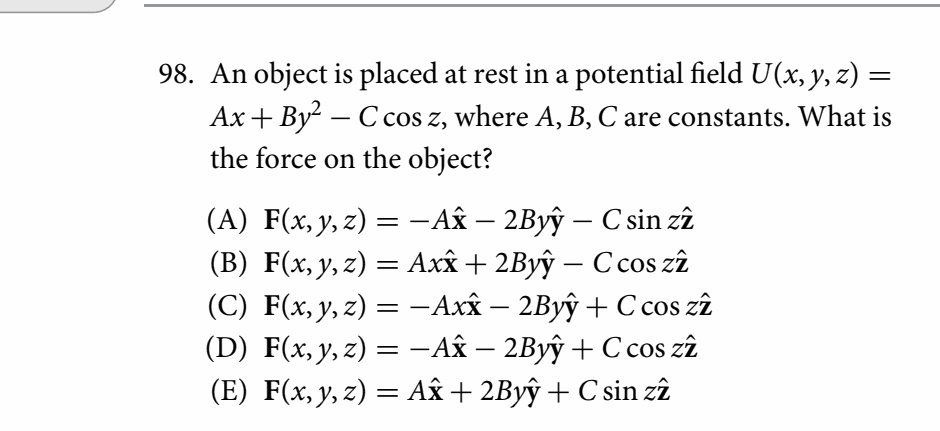 98. An object is placed at rest in a potential field U(x, y, z) =
Ax + By² − C cos z, where A, B, C are constants. What is
the force on the object?
(A) F(x, y, z) = −Ax̂ − 2Byŷ − C sin zẑ
(B) F(x, y, z) = Axx̂ + 2Byŷ − C cos zẑ
(C) F(x, y, z) = −Axx̂ − 2Byŷ + C cos zẑ
(D) F(x, y, z) = −Ax̂ − 2Byŷ + C cos zẑ
(E) F(x, y, z) = Ax̂ + 2Byŷ + C sin zẑ